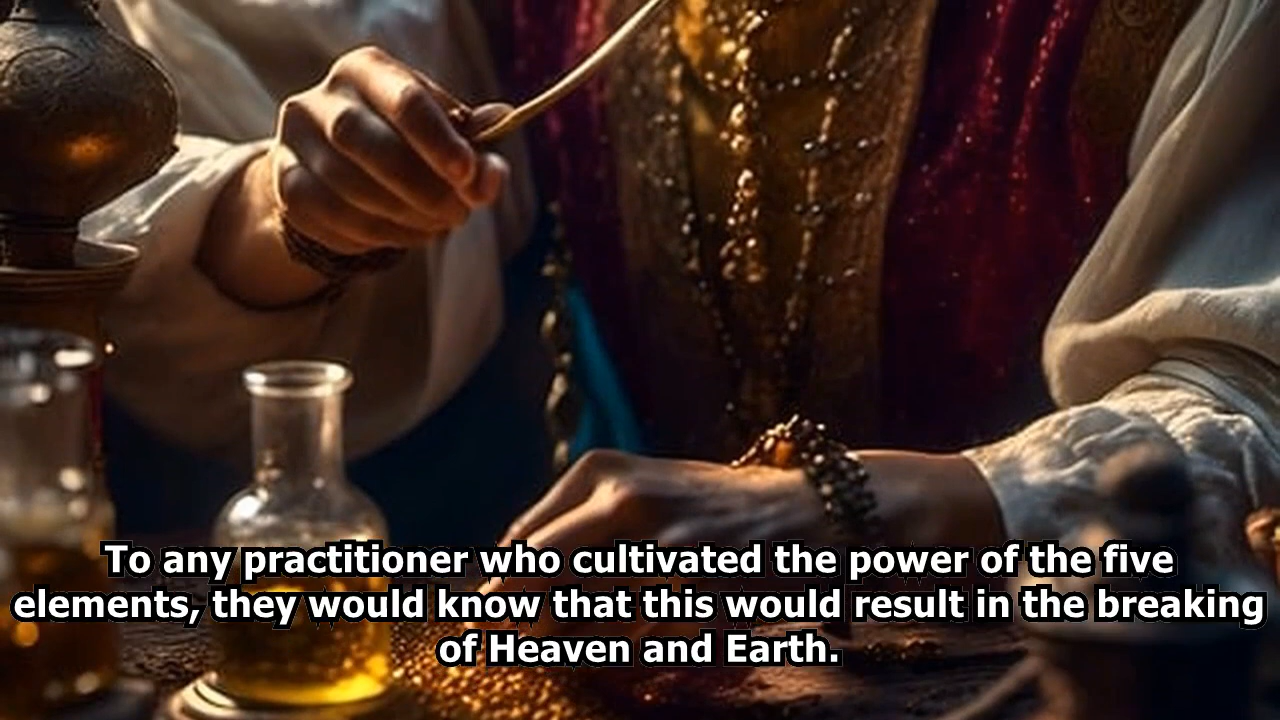 To any practitioner who cultivated the power of the five
elements, they would know that this would result in the breaking
of Heaven and Earth.